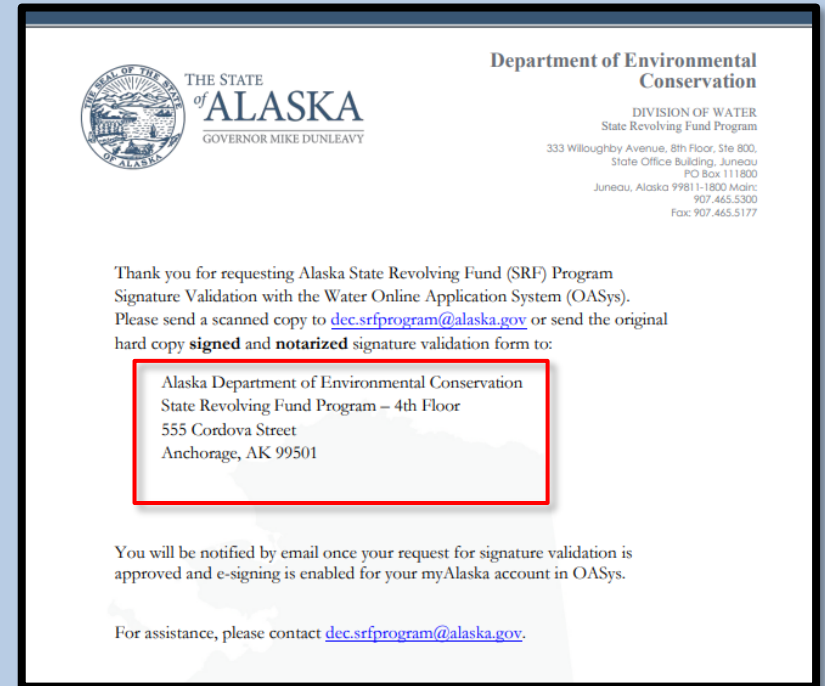 SEAL OF THE STATE OF ALASKA
THE STATE
of ALASKA
GOVERNOR MIKE DUNLEAVY
Department of Environmental
Conservation
DIVISION OF WATER
State Revolving Fund Program
333 Willoughby Avenue, 8th Floor, Ste 800,
State Office Building, Juneau
PO Box 111800
Juneau, Alaska 99811-1800 Main:
907.465.5300
Fax: 907.465.5177
Thank you for requesting Alaska State Revolving Fund (SRF) Program
Signature Validation with the Water Online Application System (OASys).
Please send a scanned copy to dec.srfprogram@alaska.gov or send the original
hard copy signed and notarized signature validation form to:
Alaska Department of Environmental Conservation
State Revolving Fund Program – 4th Floor
555 Cordova Street
Anchorage, AK 99501
You will be notified by email once your request for signature validation is
approved and e-signing is enabled for your myAlaska account in OASys.
For assistance, please contact dec.srfprogram@alaska.gov.